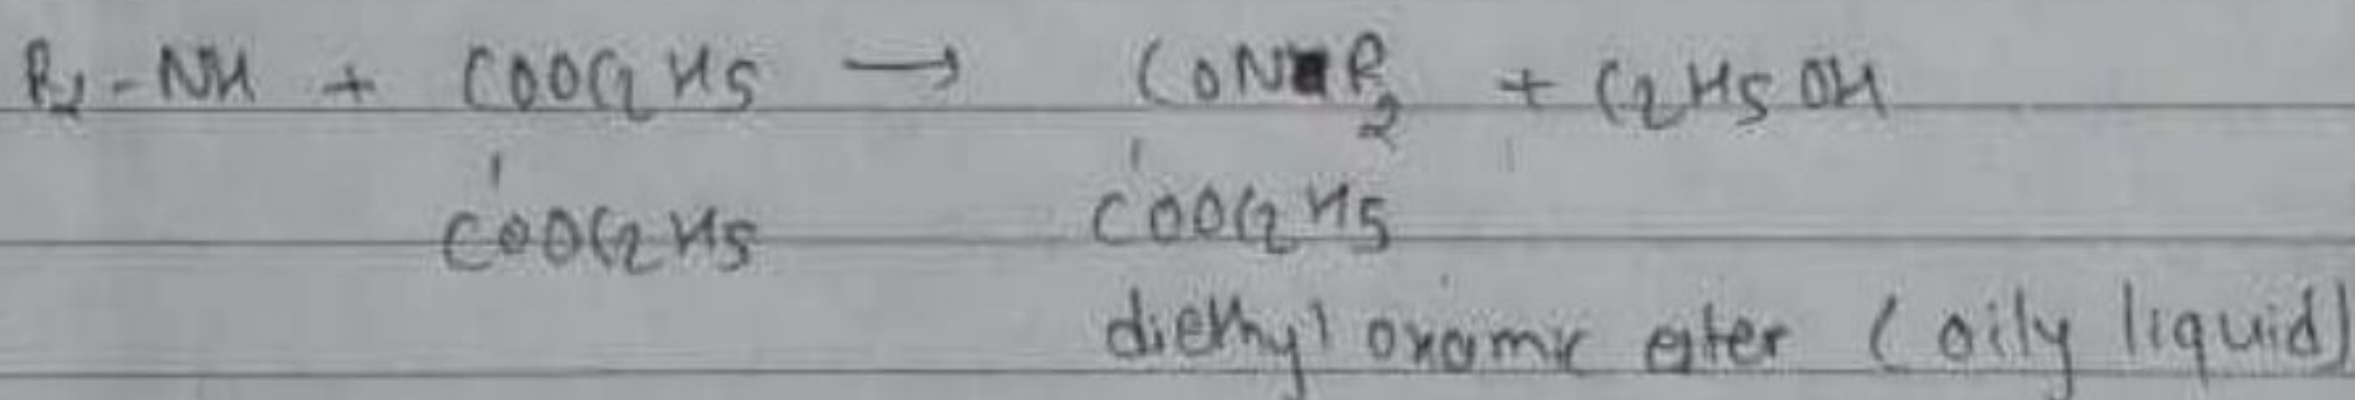 R2-NH + COOC2H5 → CONR2 + C2H5OH
COOC2H5 COOC2H5
diethyl oxamic ester (oily liquid)